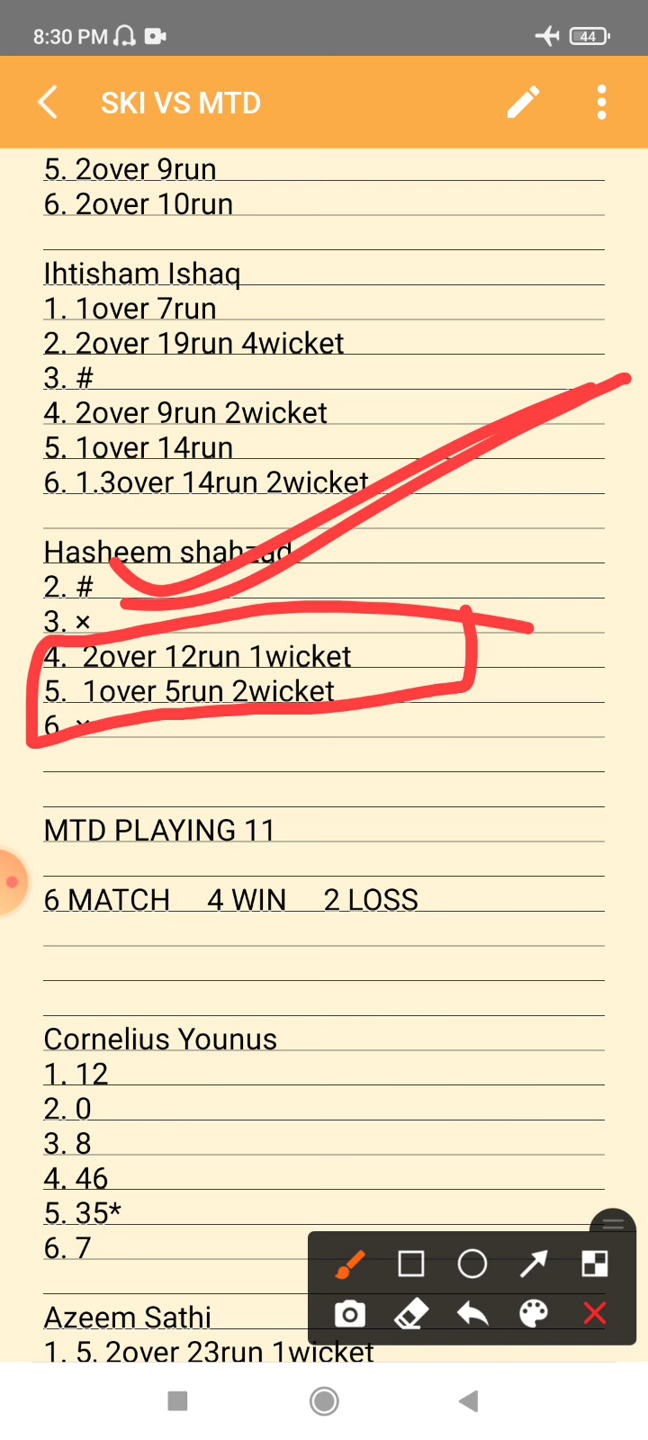 8:30 PM
44
SKI VS MTD
5. 2over 9run
6. 2over 10run
Ihtisham Ishaq
1. 1over 7run
2. 2over 19run 4wicket
3. #
4. 2over 9run 2wicket
5. 1over 14run
6. 1.3over 14run 2wicket
Hasheem shahzad
2. #
3. ×
4. 2over 12run 1wicket
5. 1over 5run 2wicket
6. ×
MTD PLAYING 11
6 MATCH 4 WIN 2 LOSS
Cornelius Younus
1. 12
2. 0
3. 8
4. 46
5. 35*
6. 7
Azeem Sathi
1. 5. 2over 23run 1wicket